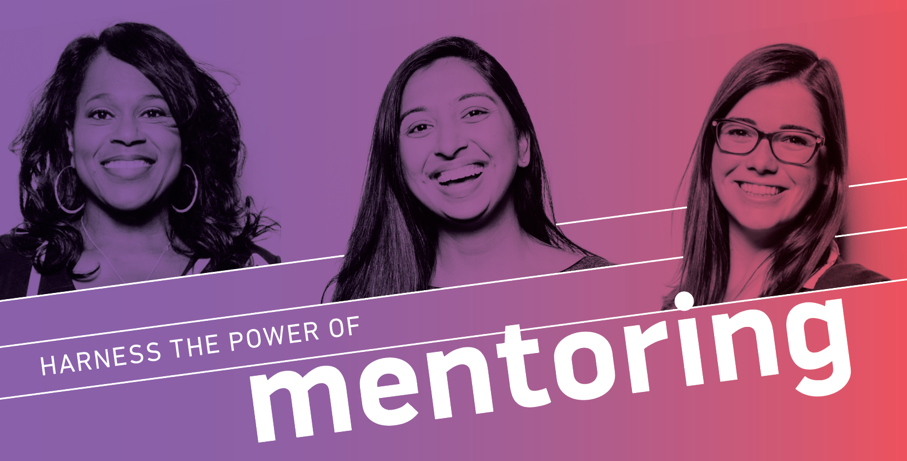 HARNESS THE POWER OF
mentoring